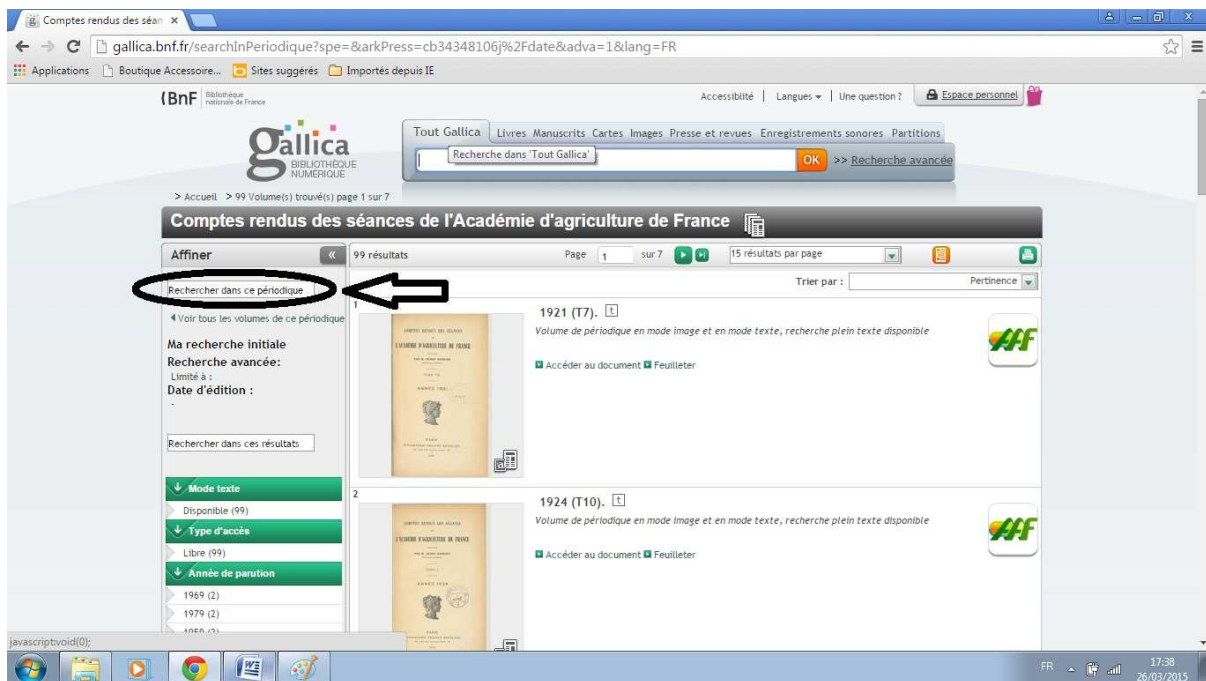 Comptes rendus des séan
gallica.bnf.fr/searchInPeriodique?spe=&arkPress=cb34348106j%2Fdate&adva=1&lang=FR
Applications Boutique Accessoire... Sites suggérés Importés depuis IE
BnF Bibliothèque nationale de France
Accessiblité | Langues | Une question ? Espace personnel
gallica
BIBLIOTHÈQUE
NUMÉRIQUE
Tout Gallica Livres Manuscrits Cartes Images Presse et revues Enregistrements sonores Partitions
Recherche dans 'Tout Gallica'
OK >> Recherche avancée
> Accueil > 99 Volume(s) trouvé(s) page 1 sur 7
Comptes rendus des séances de l'Académie d'agriculture de France
Affiner «
99 résultats Page 1 sur 7 15 résultats par page
Trier par : Pertinence
Rechercher dans ce périodique
Voir tous les volumes de ce périodique
Ma recherche initiale
Recherche avancée:
Limité à :
Date d'édition :
-
Rechercher dans ces résultats
Mode texte
Disponible (99)
Type d'accès
Libre (99)
Année de parution
1969 (2)
1979 (2)
1
1921 (T7). t
Volume de périodique en mode image et en mode texte, recherche plein texte disponible
Accéder au document Feuilleter
AAF
2
1924 (T10). t
Volume de périodique en mode image et en mode texte, recherche plein texte disponible
Accéder au document Feuilleter
AAF
javascript:void(0);
FR 17:38
26/03/2015